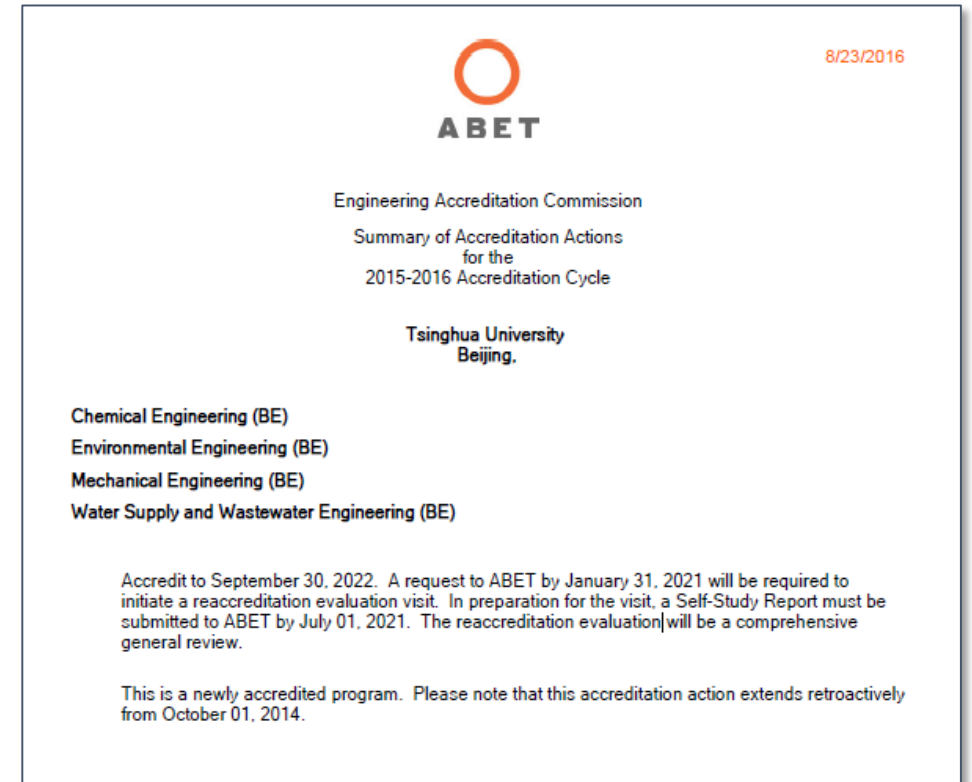 8/23/2016
ABET
Engineering Accreditation Commission
Summary of Accreditation Actions
for the
2015-2016 Accreditation Cycle
Tsinghua University
Beijing,
Chemical Engineering (BE)
Environmental Engineering (BE)
Mechanical Engineering (BE)
Water Supply and Wastewater Engineering (BE)
Accredit to September 30, 2022. A request to ABET by January 31, 2021 will be required to
initiate a reaccreditation evaluation visit. In preparation for the visit, a Self-Study Report must be
submitted to ABET by July 01, 2021. The reaccreditation evaluation will be a comprehensive
general review.
This is a newly accredited program. Please note that this accreditation action extends retroactively
from October 01, 2014.